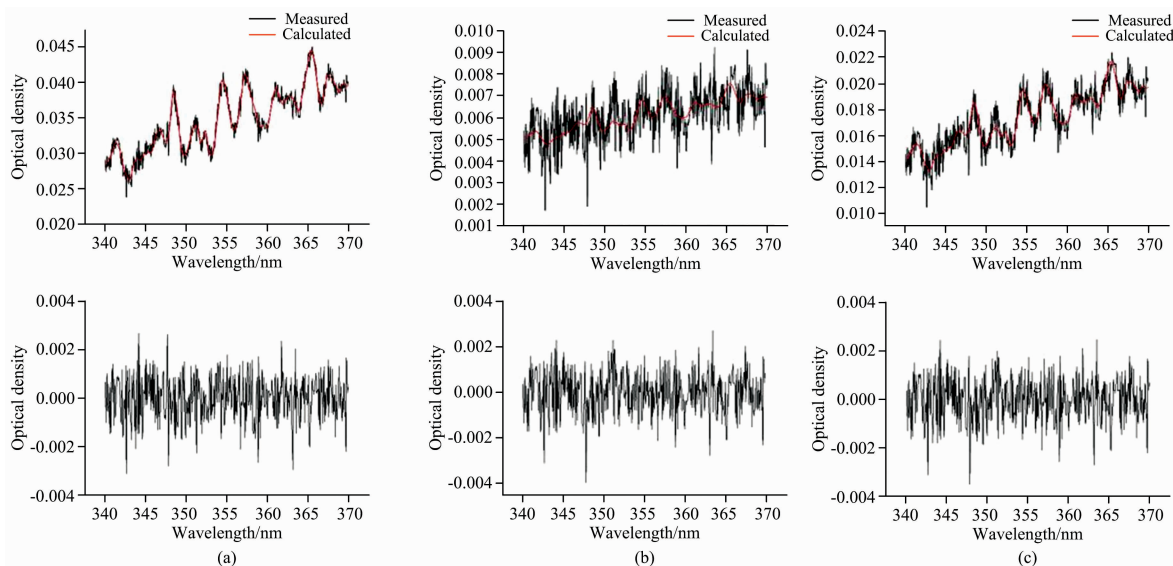 Measured
Calculated
0.045
0.040
0.035
0.030
0.025
0.020
Optical density
340 345 350 355 360 365 370
Wavelength/nm
Measured
Calculated
0.010
0.009
0.008
0.007
0.006
0.005
0.004
0.003
0.002
0.001
Optical density
340 345 350 355 360 365 370
Wavelength/nm
Measured
Calculated
0.024
0.022
0.020
0.018
0.016
0.014
0.012
0.010
Optical density
340 345 350 355 360 365 370
Wavelength/nm
0.004
0.002
0.000
-0.002
-0.004
Optical density
340 345 350 355 360 365 370
Wavelength/nm
(a)
0.004
0.002
0.000
-0.002
-0.004
Optical density
340 345 350 355 360 365 370
Wavelength/nm
(b)
0.004
0.002
0.000
-0.002
-0.004
Optical density
340 345 350 355 360 365 370
Wavelength/nm
(c)